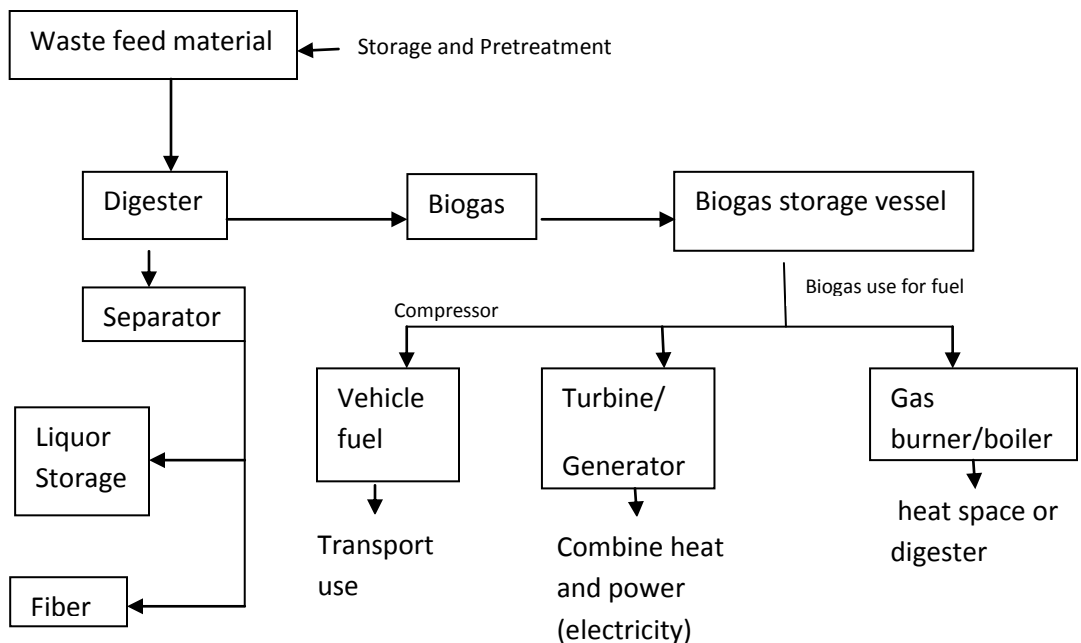 Waste feed material
Storage and Pretreatment
Digester
Biogas
Biogas storage vessel
Separator
Biogas use for fuel
Compressor
Liquor
Storage
Vehicle
fuel
Turbine/
Generator
Gas
burner/boiler
Fiber
Transport
use
Combine heat
and power
(electricity)
heat space or
digester